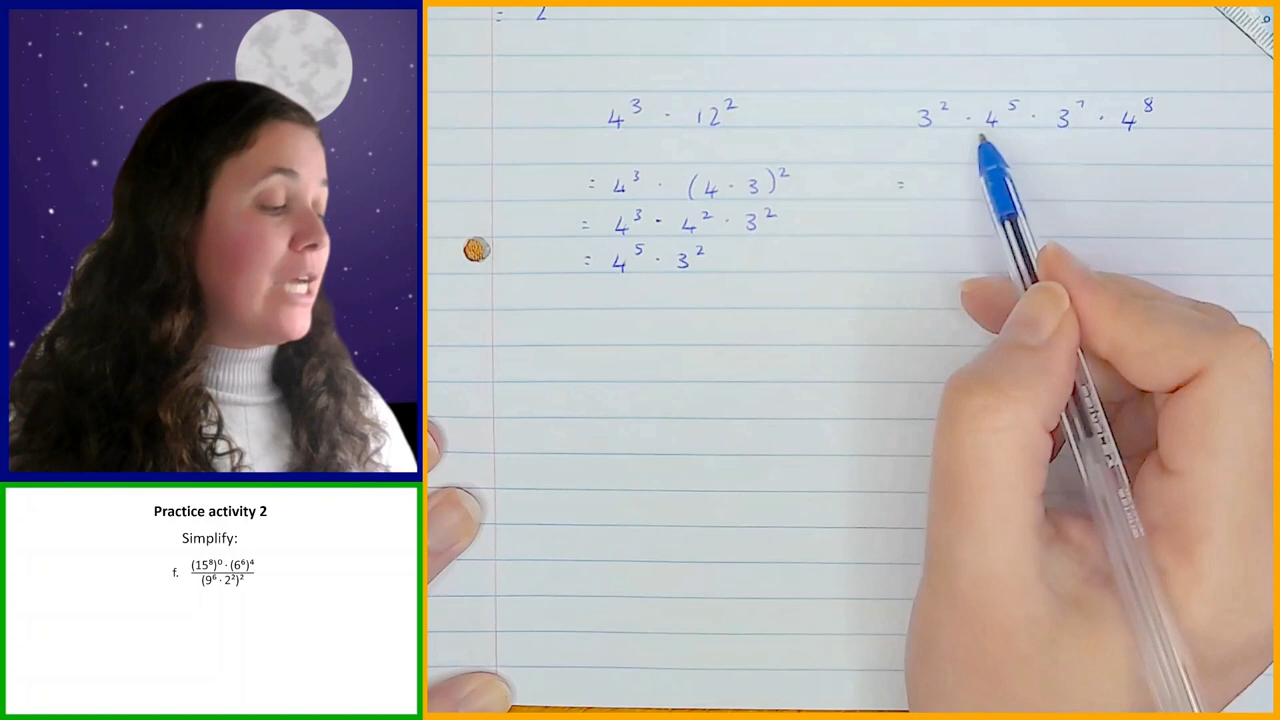 = 2
4³ · 12²
= 4³ · (4 · 3)²
= 4³ · 4² · 3²
= 4⁵ · 3²
3² · 4⁵ · 3⁷ · 4⁸
=
Practice activity 2
Simplify:
f. (15⁸)⁰ · (6⁶)⁴
(9⁶ · 2²)²